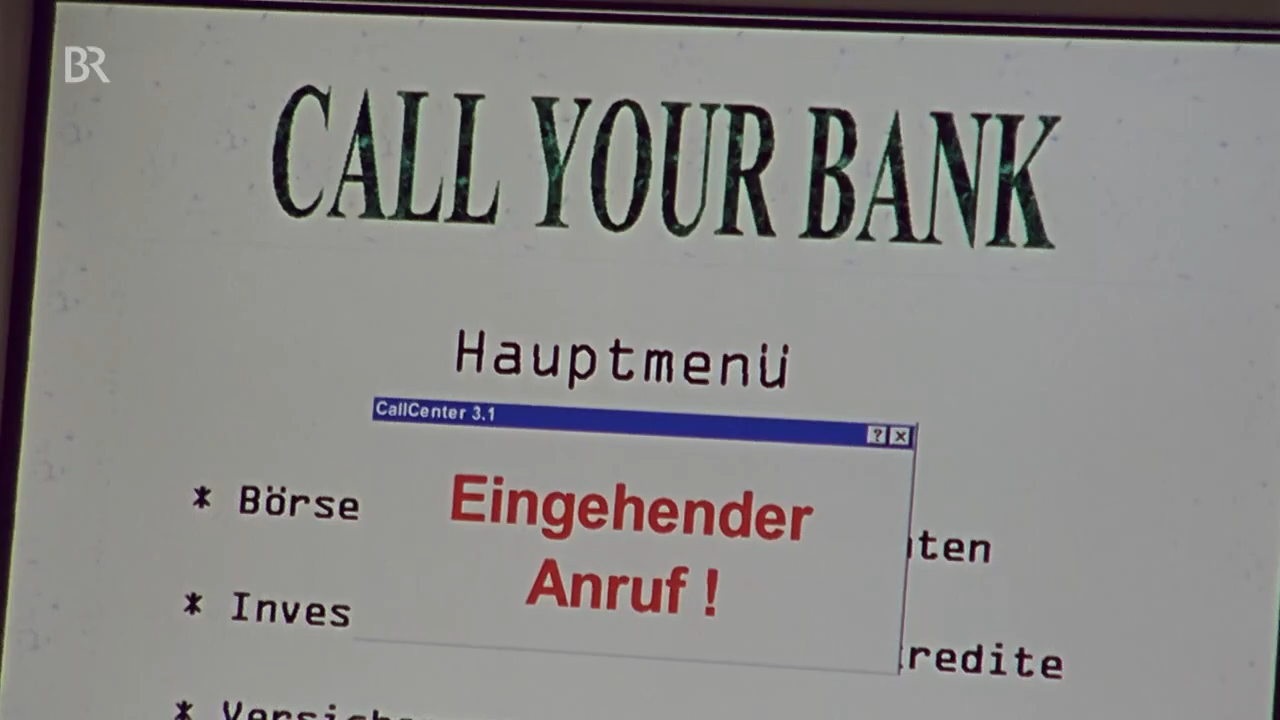 BR
CALL YOUR BANK
Hauptmenü
CallCenter 3.1
Eingehender
Anruf !
* Börse
ten
* Inves
redite
*